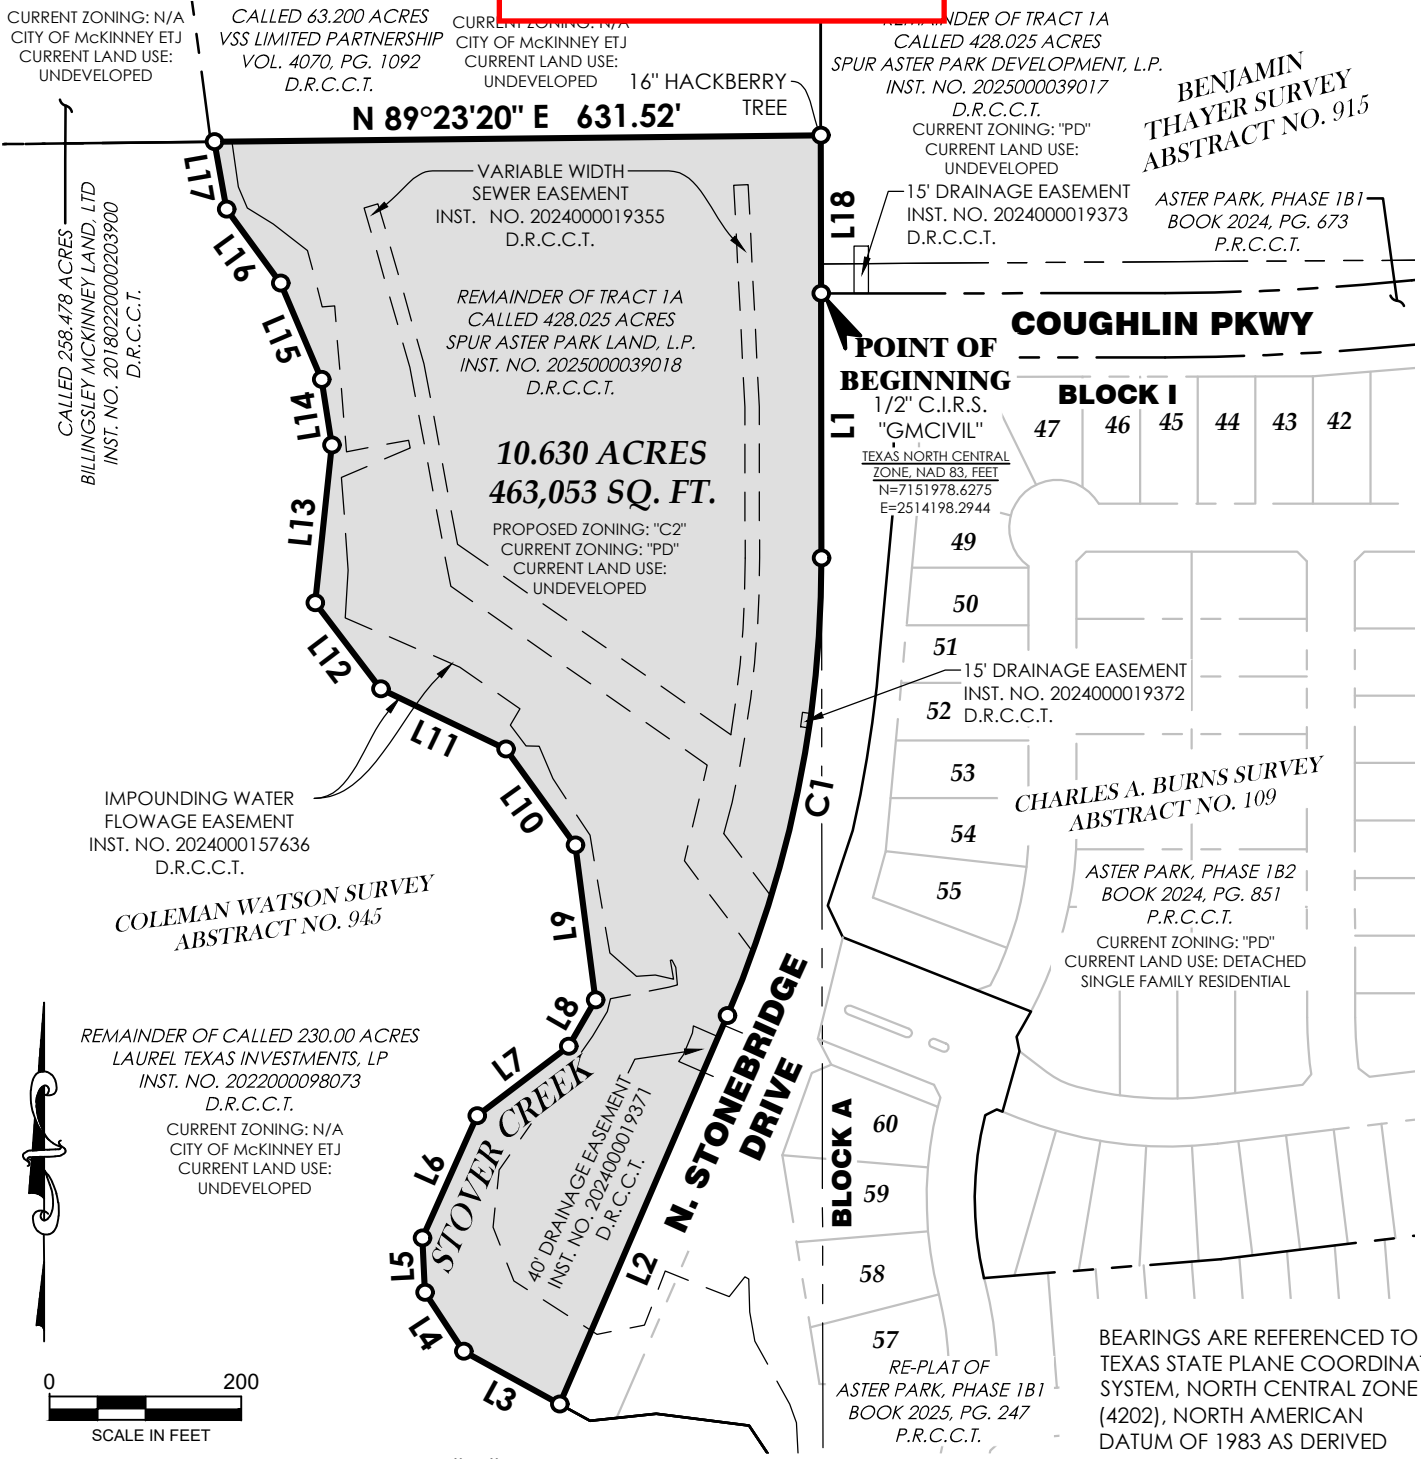 CURRENT ZONING: N/A
CITY OF McKINNEY ETJ
CURRENT LAND USE:
UNDEVELOPED
CALLED 63.200 ACRES
VSS LIMITED PARTNERSHIP
VOL. 4070, PG. 1092
D.R.C.C.T.
CURRENT ZONING: N/A
CITY OF McKINNEY ETJ
CURRENT LAND USE:
UNDEVELOPED
16" HACKBERRY
TREE
REMAINDER OF TRACT 1A
CALLED 428.025 ACRES
SPUR ASTER PARK DEVELOPMENT, L.P.
INST. NO. 2025000039017
D.R.C.C.T.
CURRENT ZONING: "PD"
CURRENT LAND USE:
UNDEVELOPED
BENJAMIN
THAYER SURVEY
ABSTRACT NO. 915
N 89°23'20" E 631.52'
L17
L16
L15
L14
L13
L12
L11
L10
L9
L8
L7
L6
L5
L4
L3
L2
C1
L1
L18
VARIABLE WIDTH
SEWER EASEMENT
INST. NO. 2024000019355
D.R.C.C.T.
15' DRAINAGE EASEMENT
INST. NO. 2024000019373
D.R.C.C.T.
ASTER PARK, PHASE 1B1
BOOK 2024, PG. 673
P.R.C.C.T.
CALLED 258.478 ACRES
BILLINGSLEY MCKINNEY LAND, LTD
INST. NO. 20180220000203900
D.R.C.C.T.
REMAINDER OF TRACT 1A
CALLED 428.025 ACRES
SPUR ASTER PARK LAND, L.P.
INST. NO. 2025000039018
D.R.C.C.T.
COUGHLIN PKWY
POINT OF
BEGINNING
1/2" C.I.R.S.
"GMCIVIL"
TEXAS NORTH CENTRAL
ZONE, NAD 83, FEET
N=7151978.6275
E=2514198.2944
BLOCK I
47
46
45
44
43
42
10.630 ACRES
463,053 SQ. FT.
PROPOSED ZONING: "C2"
CURRENT ZONING: "PD"
CURRENT LAND USE:
UNDEVELOPED
49
50
51
52
53
54
55
15' DRAINAGE EASEMENT
INST. NO. 2024000019372
D.R.C.C.T.
CHARLES A. BURNS SURVEY
ABSTRACT NO. 109
IMPOUNDING WATER
FLOWAGE EASEMENT
INST. NO. 2024000157636
D.R.C.C.T.
COLEMAN WATSON SURVEY
ABSTRACT NO. 945
ASTER PARK, PHASE 1B2
BOOK 2024, PG. 851
P.R.C.C.T.
CURRENT ZONING: "PD"
CURRENT LAND USE: DETACHED
SINGLE FAMILY RESIDENTIAL
REMAINDER OF CALLED 230.00 ACRES
LAUREL TEXAS INVESTMENTS, LP
INST. NO. 2022000098073
D.R.C.C.T.
CURRENT ZONING: N/A
CITY OF McKINNEY ETJ
CURRENT LAND USE:
UNDEVELOPED
STOVER CREEK
40' DRAINAGE EASEMENT
INST. NO. 2024000019371
D.R.C.C.T.
N. STONEBRIDGE
DRIVE
BLOCK A
60
59
58
57
RE-PLAT OF
ASTER PARK, PHASE 1B1
BOOK 2025, PG. 247
P.R.C.C.T.
0 200
SCALE IN FEET
BEARINGS ARE REFERENCED TO
TEXAS STATE PLANE COORDINA
SYSTEM, NORTH CENTRAL ZONE
(4202), NORTH AMERICAN
DATUM OF 1983 AS DERIVED